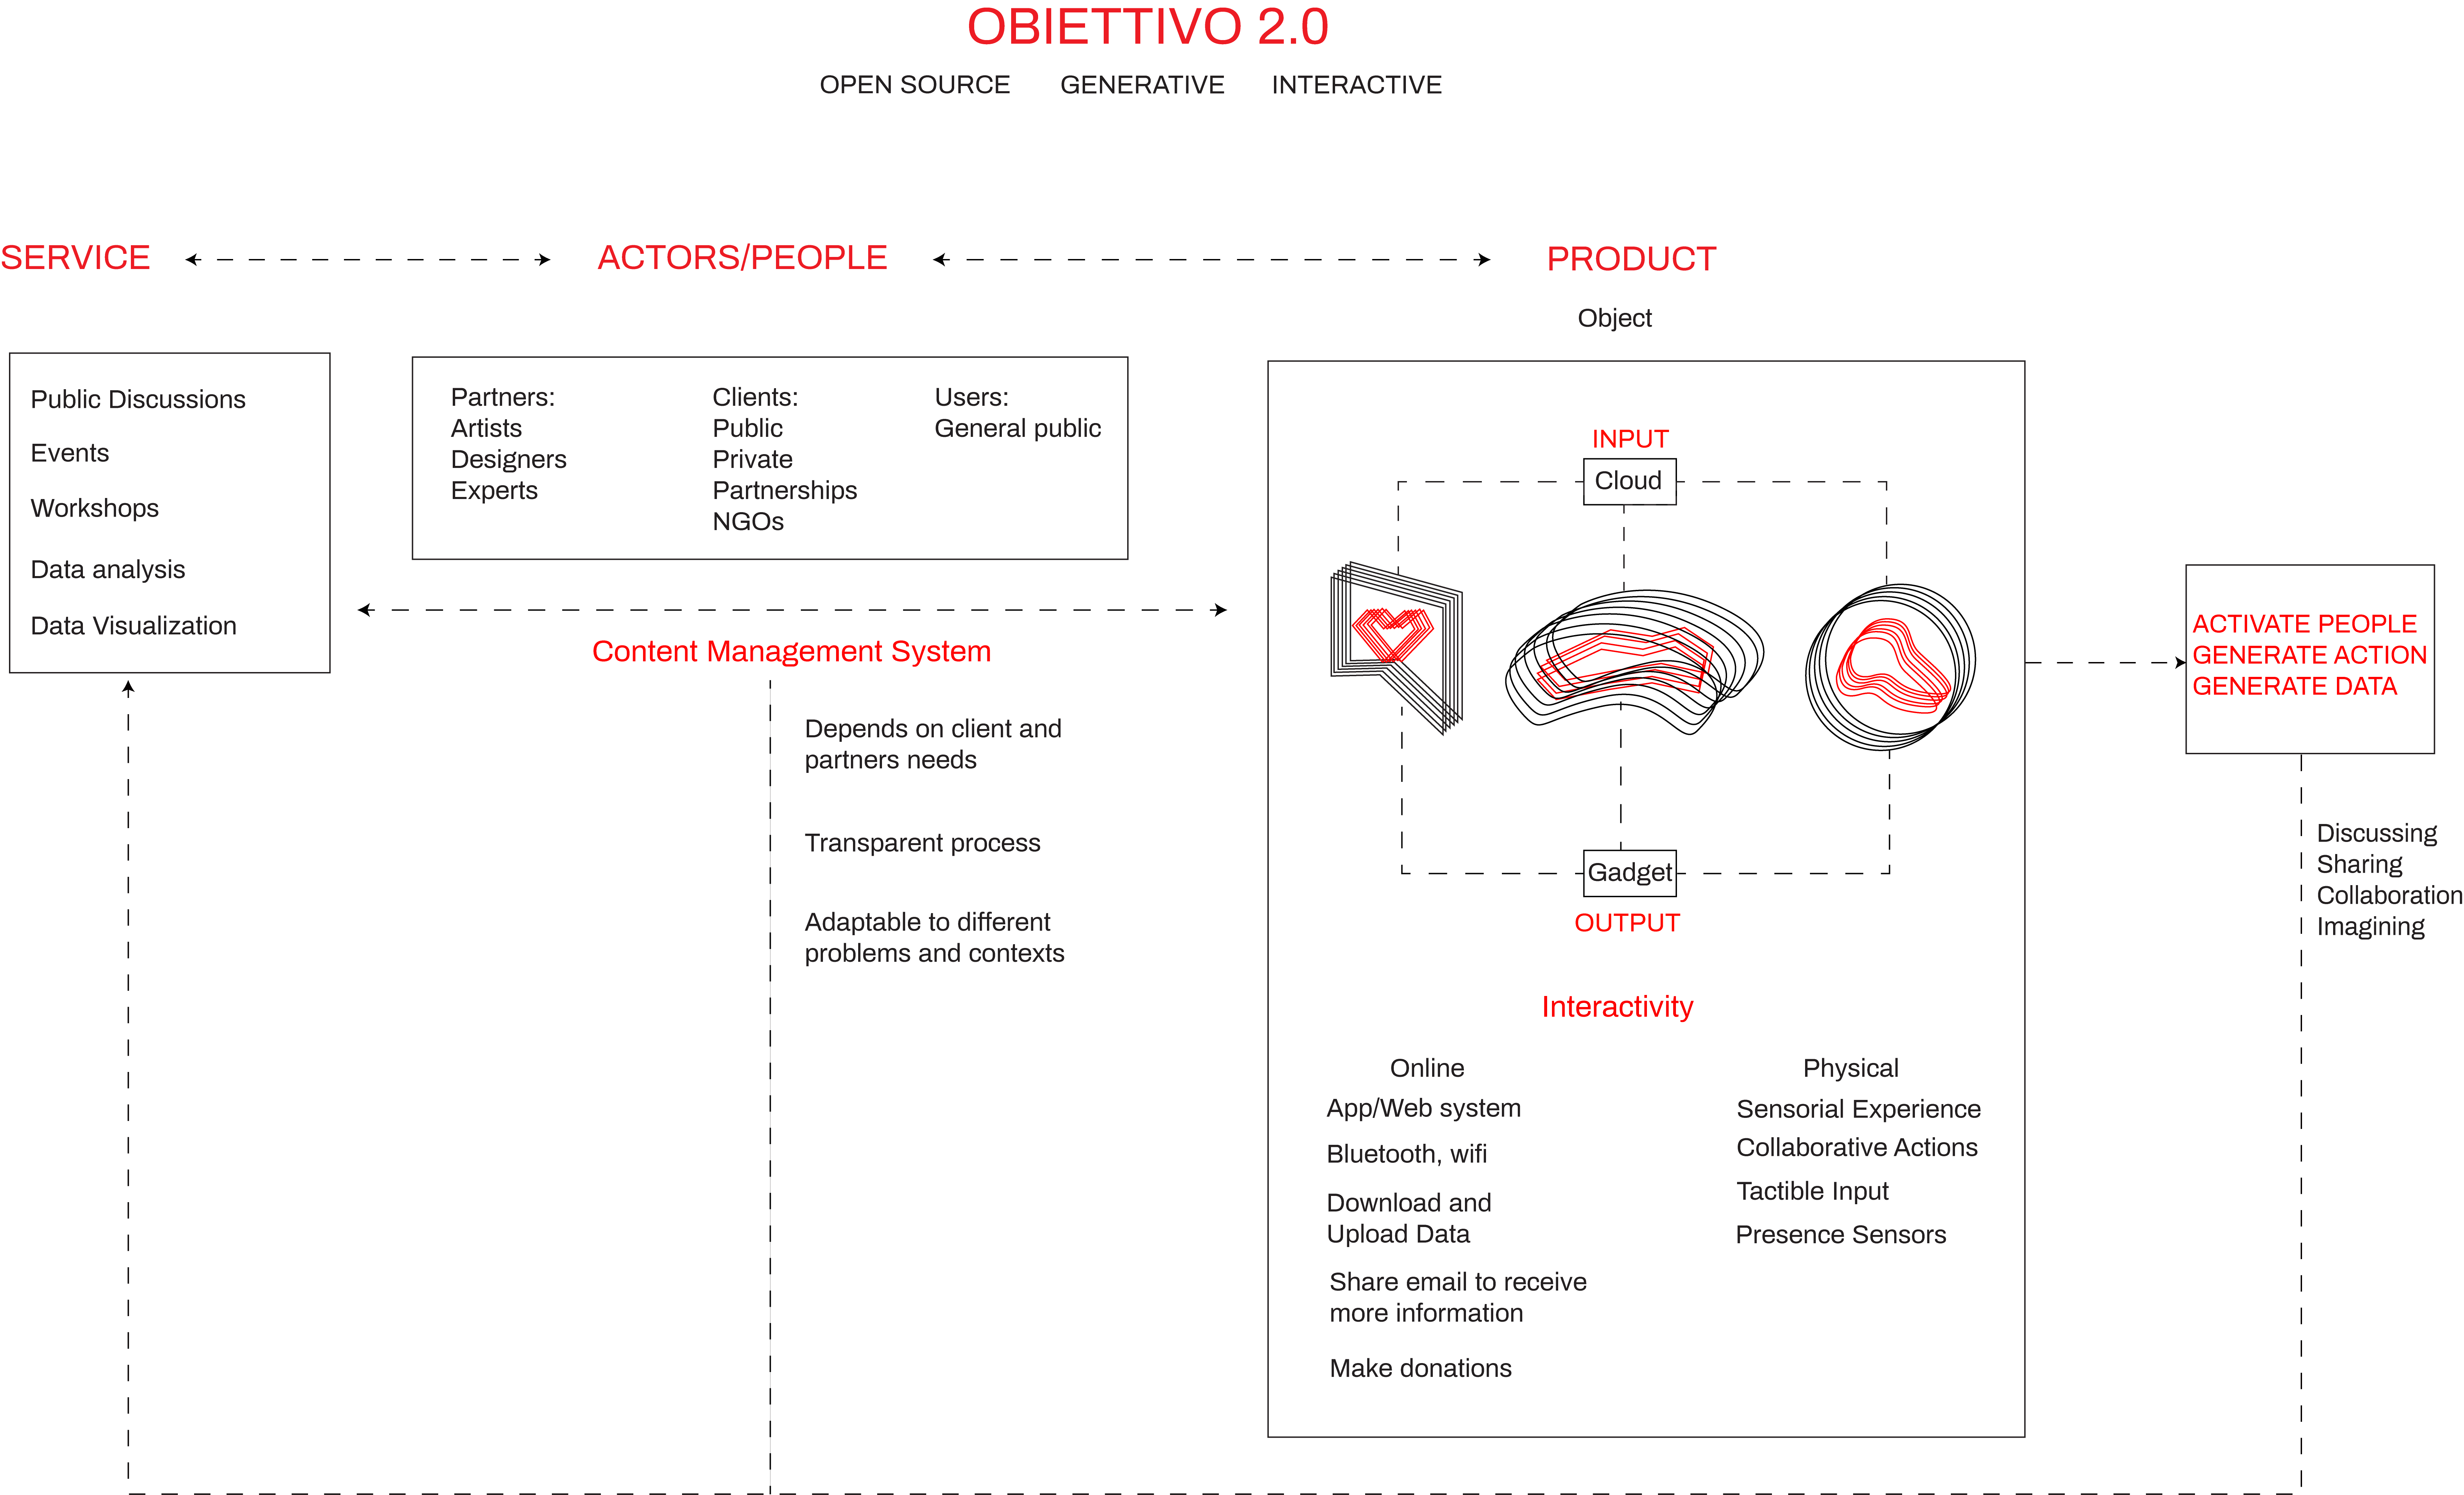 OBIETTIVO 2.0
OPEN SOURCE GENERATIVE INTERACTIVE
SERVICE
ACTORS/PEOPLE
PRODUCT
Object
Public Discussions
Events
Workshops
Data analysis
Data Visualization
Partners:
Artists
Designers
Experts
Clients:
Public
Private
Partnerships
NGOs
Users:
General public
Content Management System
Depends on client and
partners needs
Transparent process
Adaptable to different
problems and contexts
INPUT
Cloud
Gadget
OUTPUT
Interactivity
Online
App/Web system
Bluetooth, wifi
Download and
Upload Data
Share email to receive
more information
Make donations
Physical
Sensorial Experience
Collaborative Actions
Tactible Input
Presence Sensors
ACTIVATE PEOPLE
GENERATE ACTION
GENERATE DATA
Discussing
Sharing
Collaboration
Imagining